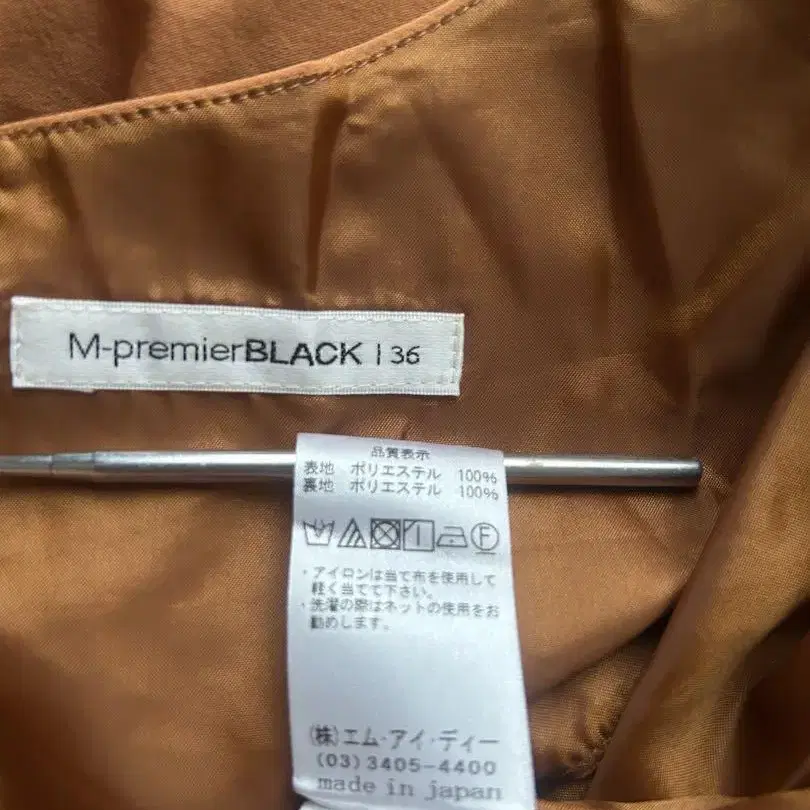 M-premierBLACK | 36
品質表示
表地 ポリエステル 100%
裏地 ポリエステル 100%
・アイロンは当て布を使用して
軽く当てて下さい。
・洗濯の際はネットの使用をお
勧めします。
(株)エム・アイ・ディー
(03)3405-4400
made in japan